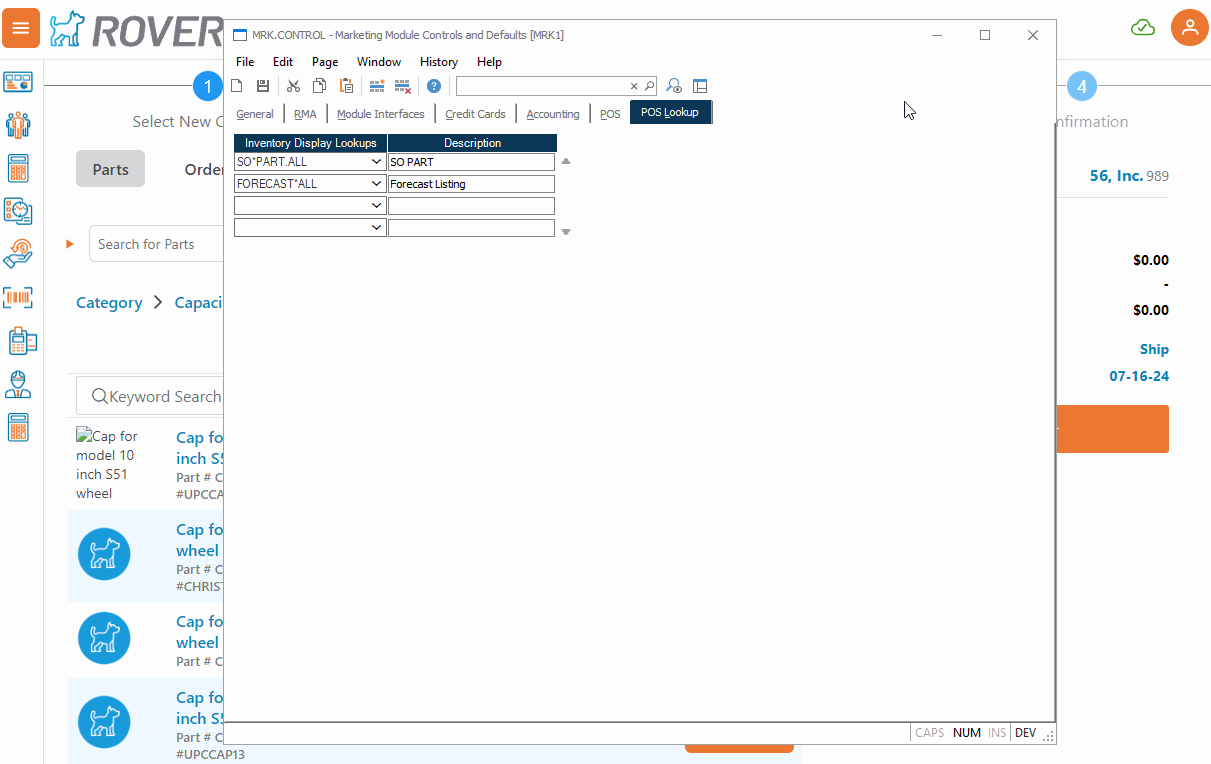 ROVER
MRK.CONTROL - Marketing Module Controls and Defaults [MRK1]
File Edit Page Window History Help
General RMA Module Interfaces Credit Cards Accounting POS POS Lookup
Inventory Display Lookups Description
SO*PART.ALL SO PART
FORECAST*ALL Forecast Listing
CAPS NUM INS DEV
1
Select New C
4
nfirmation
Parts
Order
Search for Parts
Category > Capaci
Keyword Search
Cap for
model 10
inch S51
wheel
Cap fo
inch S5
Part # C
#UPCCA
Cap fo
wheel
Part # C
#CHRIST
Cap fo
wheel
Part # C
Cap fo
inch S5
Part # C
#UPCCAP13
56, Inc. 989
$0.00
-
$0.00
Ship
07-16-24